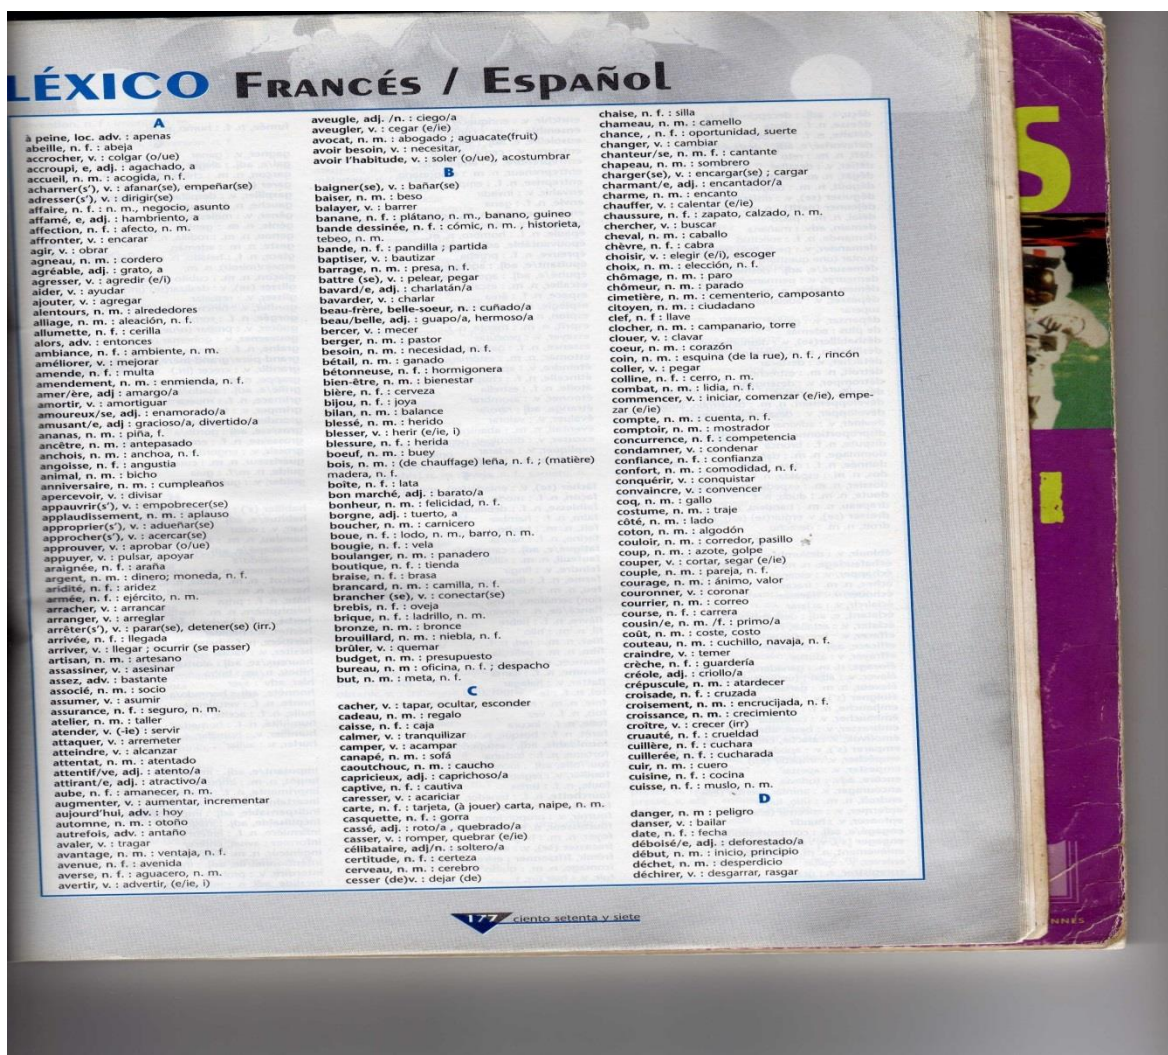 LÉXICO FRANCÉS / ESPAÑOL
A
à peine, loc. adv. : apenas
abeille, n. f. : abeja
accrocher, v. : colgar (o/ue)
accroupi, e, adj. : agachado, a
accueil, n. m. : acogida, n. f.
acharner(s'), v. : afanar(se), empeñar(se)
adresser(s'), v. : dirigir(se)
affaire, n. f. : n. m., negocio, asunto
affamé, e, adj. : hambriento, a
affection, n. f. : afecto, n. m.
affronter, v. : encarar
agir, v. : obrar
agneau, n. m. : cordero
agréable, adj. : grato, a
agresser, v. : agredir (e/i)
aider, v. : ayudar
ajouter, v. : agregar
alentours, n. m. : alrededores
alliage, n. m. : aleación, n. f.
allumette, n. f. : cerilla
alors, adv. : entonces
ambiance, n. f. : ambiente, n. m.
améliorer, v. : mejorar
amende, n. f. : multa
amendement, n. m. : enmienda, n. f.
amer/ère, adj : amargo/a
amortir, v. : amortiguar
amoureux/se, adj. : enamorado/a
amusant/e, adj : gracioso/a, divertido/a
ananas, n. m. : piña, f.
ancêtre, n. m. : antepasado
anchois, n. m. : anchoa, n. f.
angoisse, n. f. : angustia
animal, n. m. : bicho
anniversaire, n. m. : cumpleaños
apercevoir, v. : divisar
appauvrir(s'), v. : empobrecer(se)
applaudissement, n. m. : aplauso
approprier(s'), v. : adueñar(se)
approcher(s'), v. : acercar(se)
approuver, v. : aprobar (o/ue)
appuyer, v. : pulsar, apoyar
araignée, n. f. : araña
argent, n. m. : dinero; moneda, n. f.
aridité, n. f. : aridez
armée, n. f. : ejército, n. m.
arracher, v. : arrancar
arranger, v. : arreglar
arrêter(s'), v. : parar(se), detener(se) (irr.)
arrivée, n. f. : llegada
arriver, v. : llegar ; ocurrir (se passer)
artisan, n. m. : artesano
assassiner, v. : asesinar
assez, adv. : bastante
associé, n. m. : socio
assumer, v. : asumir
assurance, n. f. : seguro, n. m.
atelier, n. m. : taller
atender, v. (-ie) : servir
attaquer, v. : arremeter
atteindre, v. : alcanzar
attentat, n. m. : atentado
attentif/ve, adj. : atento/a
attirant/e, adj. : atractivo/a
aube, n. f. : amanecer, n. m.
augmenter, v. : aumentar, incrementar
aujourd'hui, adv. : hoy
automne, n. m. : otoño
autrefois, adv. : antaño
avaler, v. : tragar
avantage, n. m. : ventaja, n. f.
avenue, n. f. : avenida
averse, n. f. : aguacero, n. m.
avertir, v. : advertir, (e/ie, i)
aveugle, adj. /n. : ciego/a
aveugler, v. : cegar (e/ie)
avocat, n. m. : abogado ; aguacate(fruit)
avoir besoin, v. : necesitar,
avoir l'habitude, v. : soler (o/ue), acostumbrar
B
baigner(se), v. : bañar(se)
baiser, n. m. : beso
balayer, v. : barrer
banane, n. f. : plátano, n. m., banano, guineo
bande dessinée, n. f. : cómic, n. m. , historieta,
tebeo, n. m.
bande, n. f. : pandilla ; partida
baptiser, v. : bautizar
barrage, n. m. : presa, n. f.
battre (se), v. : pelear, pegar
bavard/e, adj. : charlatán/a
bavarder, v. : charlar
beau-frère, belle-soeur, n. : cuñado/a
beau/belle, adj. : guapo/a, hermoso/a
bercer, v. : mecer
berger, n. m. : pastor
besoin, n. m. : necesidad, n. f.
bétail, n. m. : ganado
bétonneuse, n. f. : hormigonera
bien-être, n. m. : bienestar
bière, n. f. : cerveza
bijou, n. f. : joya
bilan, n. m. : balance
blessé, n. m. : herido
blesser, v. : herir (e/ie, i)
blessure, n. f. : herida
boeuf, n. m. : buey
bois, n. m. : (de chauffage) leña, n. f. ; (matière)
madera, n. f.
boîte, n. f. : lata
bon marché, adj. : barato/a
bonheur, n. m. : felicidad, n. f.
borgne, adj. : tuerto, a
boucher, n. m. : carnicero
boue, n. f. : lodo, n. m., barro, n. m.
bougie, n. f. : vela
boulanger, n. m. : panadero
boutique, n. f. : tienda
braise, n. f. : brasa
brancard, n. m. : camilla, n. f.
brancher (se), v. : conectar(se)
brebis, n. f. : oveja
brique, n. f. : ladrillo, n. m.
bronze, n. m. : bronce
brouillard, n. m. : niebla, n. f.
brûler, v. : quemar
budget, n. m. : presupuesto
bureau, n. m : oficina, n. f. ; despacho
but, n. m. : meta, n. f.
C
cacher, v. : tapar, ocultar, esconder
cadeau, n. m. : regalo
caisse, n. f. : caja
calmer, v. : tranquilizar
camper, v. : acampar
canapé, n. m. : sofá
caoutchouc, n. m. : caucho
capricieux, adj. : caprichoso/a
captive, n. f. : cautiva
caresser, v. : acariciar
carte, n. f. : tarjeta, (à jouer) carta, naipe, n. m.
casquette, n. f. : gorra
cassé, adj. : roto/a , quebrado/a
casser, v. : romper, quebrar (e/ie)
célibataire, adj/n. : soltero/a
certitude, n. f. : certeza
cerveau, n. m. : cerebro
cesser (de)v. : dejar (de)
chaise, n. f. : silla
chameau, n. m. : camello
chance, , n. f. : oportunidad, suerte
changer, v. : cambiar
chanteur/se, n. m. f. : cantante
chapeau, n. m. : sombrero
charger(se), v. : encargar(se) ; cargar
charmant/e, adj. : encantador/a
charme, n. m. : encanto
chauffer, v. : calentar (e/ie)
chaussure, n. f. : zapato, calzado, n. m.
chercher, v. : buscar
cheval, n. m. : caballo
chèvre, n. f. : cabra
choisir, v. : elegir (e/i), escoger
choix, n. m. : elección, n. f.
chômage, n. m. : paro
chômeur, n. m. : parado
cimetière, n. m. : cementerio, camposanto
citoyen, n. m. : ciudadano
clef, n. f : llave
clocher, n. m. : campanario, torre
clouer, v. : clavar
coeur, n. m. : corazón
coin, n. m. : esquina (de la rue), n. f. , rincón
coller, v. : pegar
colline, n. f. : cerro, n. m.
combat, n. m. : lidia, n. f.
commencer, v. : iniciar, comenzar (e/ie), empe-
zar (e/ie)
compte, n. m. : cuenta, n. f.
comptoir, n. m. : mostrador
concurrence, n. f. : competencia
condamner, v. : condenar
confiance, n. f. : confianza
confort, n. m. : comodidad, n. f.
conquérir, v. : conquistar
convaincre, v. : convencer
coq, n. m. : gallo
costume, n. m. : traje
côté, n. m. : lado
coton, n. m. : algodón
couloir, n. m. : corredor, pasillo
coup, n. m. : azote, golpe
couper, v. : cortar, segar (e/ie)
couple, n. m. : pareja, n. f.
courage, n. m. : ánimo, valor
couronner, v. : coronar
courrier, n. m. : correo
course, n. f. : carrera
cousin/e, n. m. /f. : primo/a
coût, n. m. : coste, costo
couteau, n. m. : cuchillo, navaja, n. f.
craindre, v. : temer
crèche, n. f. : guardería
créole, adj. : criollo/a
crépuscule, n. m. : atardecer
croisade, n. f. : cruzada
croisement, n. m. : encrucijada, n. f.
croissance, n. m. : crecimiento
croître, v. : crecer (irr)
cruauté, n. f. : crueldad
cuillère, n. f. : cuchara
cuillerée, n. f. : cucharada
cuir, n. m. : cuero
cuisine, n. f. : cocina
cuisse, n. f. : muslo, n. m.
D
danger, n. m : peligro
danser, v. : bailar
date, n. f. : fecha
déboisé/e, adj. : deforestado/a
début, n. m. : inicio, principio
déchet, n. m. : desperdicio
déchirer, v. : desgarrar, rasgar
177 ciento setenta y siete
S
I
NNES